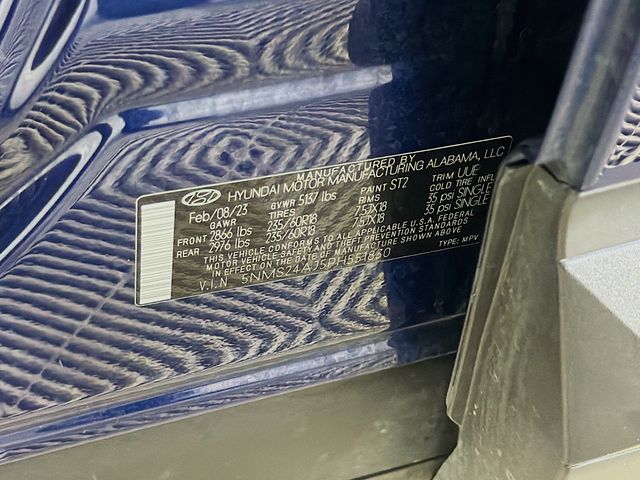 MANUFACTURED BY
HYUNDAI MOTOR MANUFACTURING ALABAMA, LLC
Feb/08/23 GVWR 5137 lbs PAINT ST2 TRIM UUE
GAWR TIRES RIMS COLD TIRE INFL
FRONT 2866 lbs 235/60R18 7.5JX18 35 psi SINGLE
REAR 2976 lbs 235/60R18 7.5JX18 35 psi SINGLE
THIS VEHICLE CONFORMS TO ALL APPLICABLE U.S.A. FEDERAL
MOTOR VEHICLE SAFETY AND THEFT PREVENTION STANDARDS
IN EFFECT ON THE DATE OF MANUFACTURE SHOWN ABOVE.
V.I.N 5NMS24AJ5PH551860 TYPE: MPV